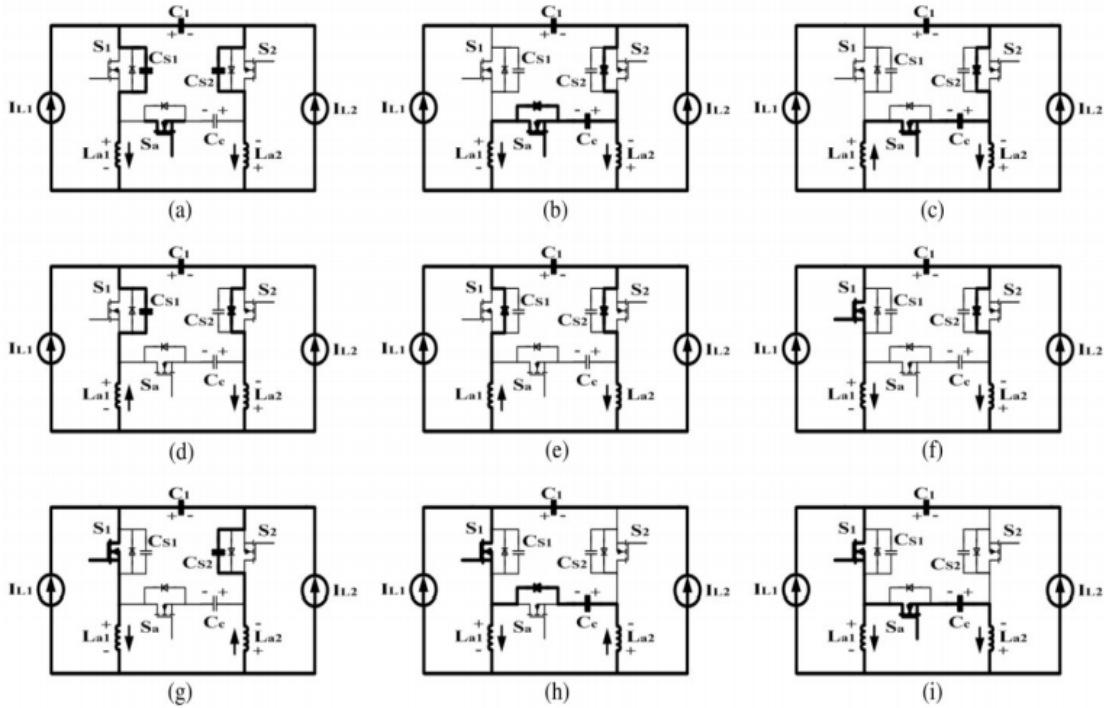 C1
+ -
S1 S2
CS1 CS2
IL1 IL2
- +
Sa Cc
+ -
La1 La2
- +
(a)
C1
+ -
S1 S2
CS1 CS2
IL1 IL2
- +
Sa Cc
+ -
La1 La2
- +
(b)
C1
+ -
S1 S2
CS1 CS2
IL1 IL2
- +
Sa Cc
+ -
La1 La2
- +
(c)
C1
+ -
S1 S2
CS1 CS2
IL1 IL2
- +
Sa Cc
+ -
La1 La2
- +
(d)
C1
+ -
S1 S2
CS1 CS2
IL1 IL2
- +
Sa Cc
+ -
La1 La2
- +
(e)
C1
+ -
S1 S2
CS1 CS2
IL1 IL2
- +
Sa Cc
+ -
La1 La2
- +
(f)
C1
+ -
S1 S2
CS1 CS2
IL1 IL2
- +
Sa Cc
+ +
La1 La2
- -
(g)
C1
+ -
S1 S2
CS1 CS2
IL1 IL2
- +
Sa Cc
+ +
La1 La2
- -
(h)
C1
+ -
S1 S2
CS1 CS2
IL1 IL2
- +
Sa Cc
+ +
La1 La2
- -
(i)